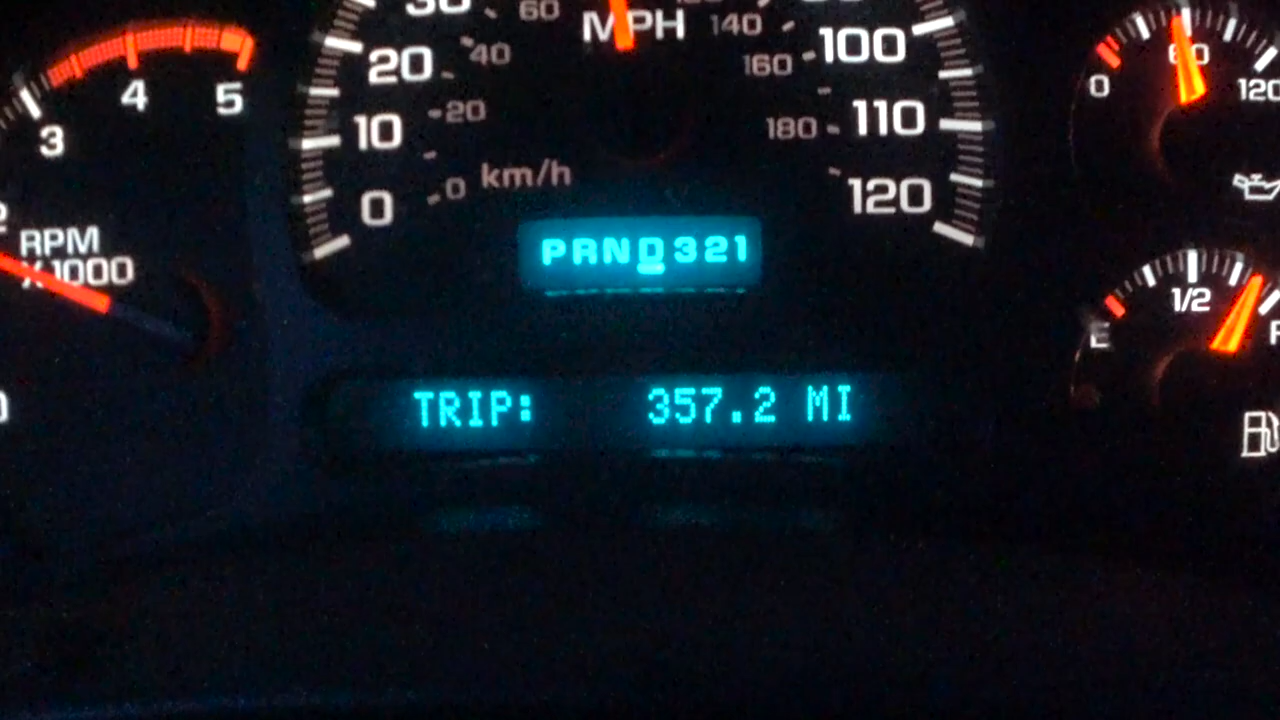 30 60 MPH 140
20 40 160 100
20 10 180 110
0 0 km/h 120
3 4 5
RPM
X 1000
PRND321
TRIP: 357.2 MI
0 60 120
E 1/2